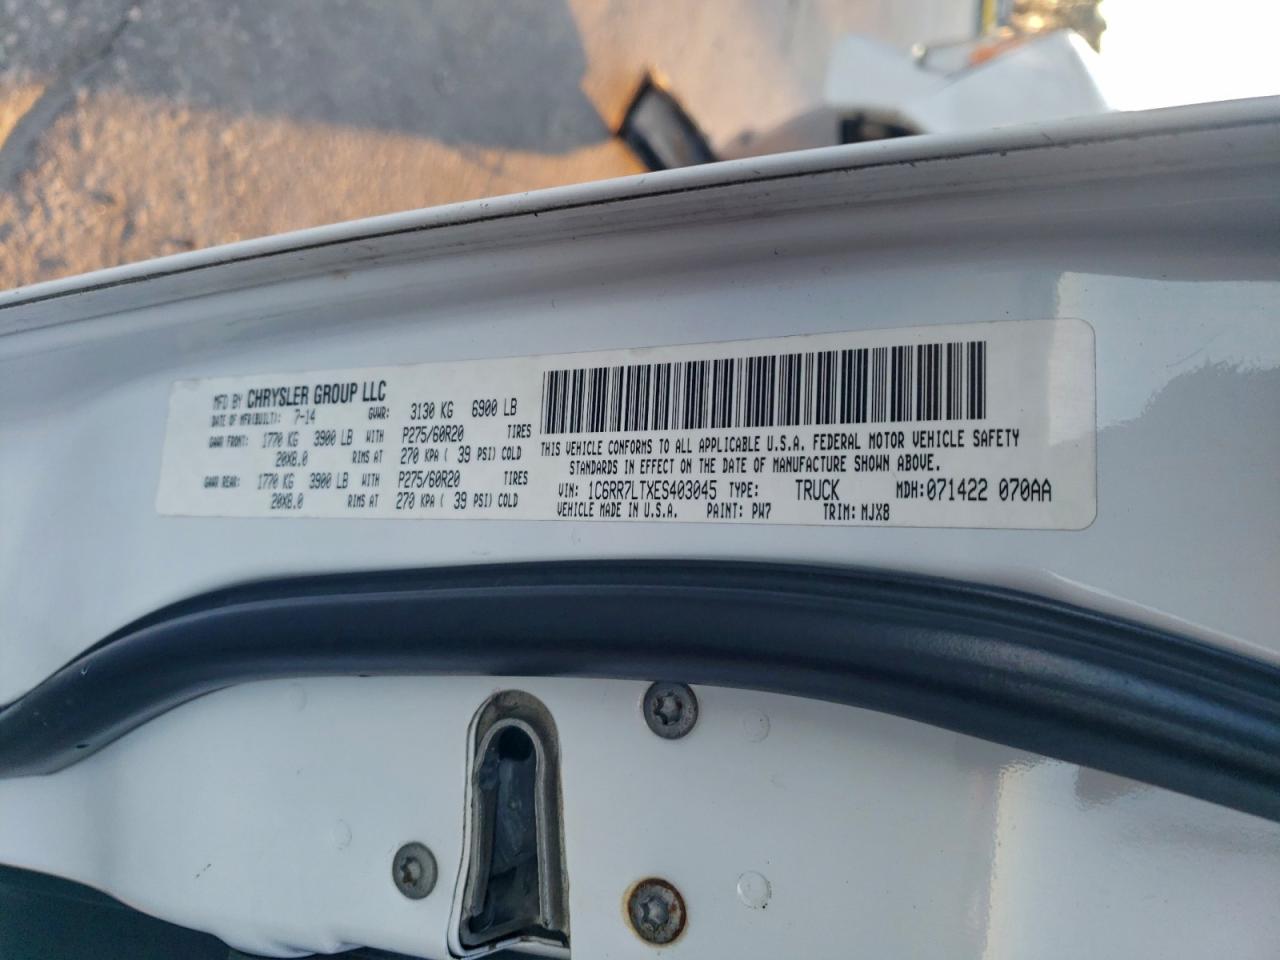 MFD BY CHRYSLER GROUP LLC
DATE OF MFR(BUILT): 7-14 GVWR: 3130 KG 6900 LB
GAWR FRONT: 1770 KG 3900 LB WITH P275/60R20 TIRES
20X8.0 RIMS AT 270 KPA ( 39 PSI) COLD
GAWR REAR: 1770 KG 3900 LB WITH P275/60R20 TIRES
20X8.0 RIMS AT 270 KPA ( 39 PSI) COLD
THIS VEHICLE CONFORMS TO ALL APPLICABLE U.S.A. FEDERAL MOTOR VEHICLE SAFETY
STANDARDS IN EFFECT ON THE DATE OF MANUFACTURE SHOWN ABOVE.
VIN: 1C6RR7LTXES403045 TYPE: TRUCK MDH:071422 070AA
VEHICLE MADE IN U.S.A. PAINT: PW7 TRIM: MJX8